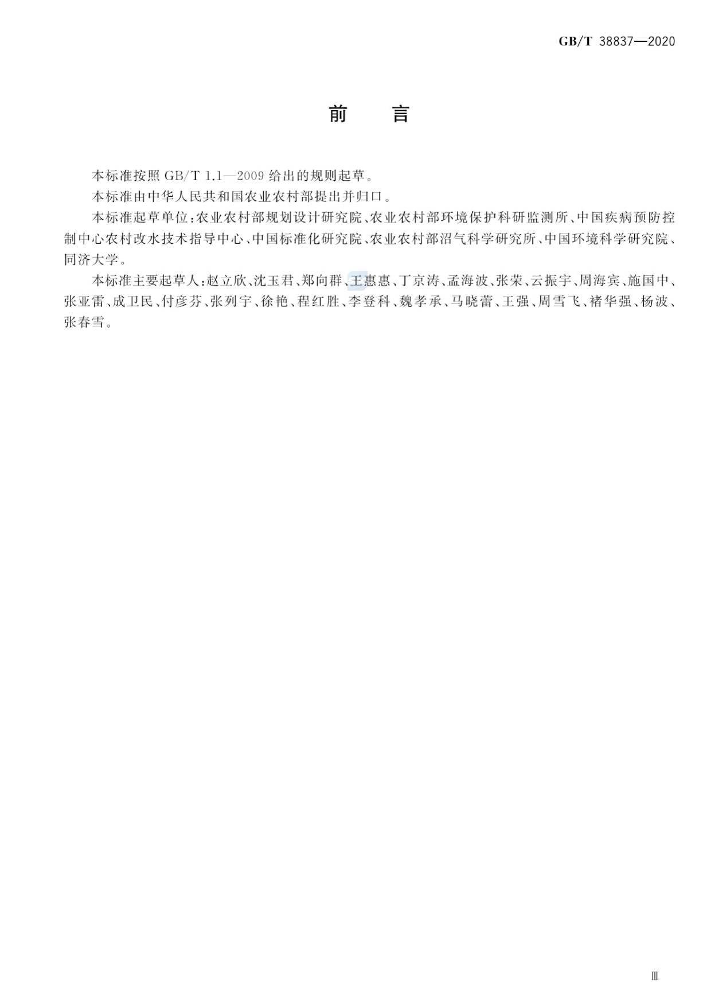 GB/T 38837—2020
前言
本标准按照 GB/T 1.1—2009 给出的规则起草。
本标准由中华人民共和国农业农村部提出并归口。
本标准起草单位:农业农村部规划设计研究院、农业农村部环境保护科研监测所、中国疾病预防控
制中心农村改水技术指导中心、中国标准化研究院、农业农村部沼气科学研究所、中国环境科学研究院、
同济大学。
本标准主要起草人:赵立欣、沈玉君、郑向群、王惠惠、丁京涛、孟海波、张荣、云振宇、周海宾、施国中、
张亚雷、成卫民、付彦芬、张列宇、徐艳、程红胜、李登科、魏孝承、马晓蕾、王强、周雪飞、褚华强、杨波、
张春雪。
Ⅲ